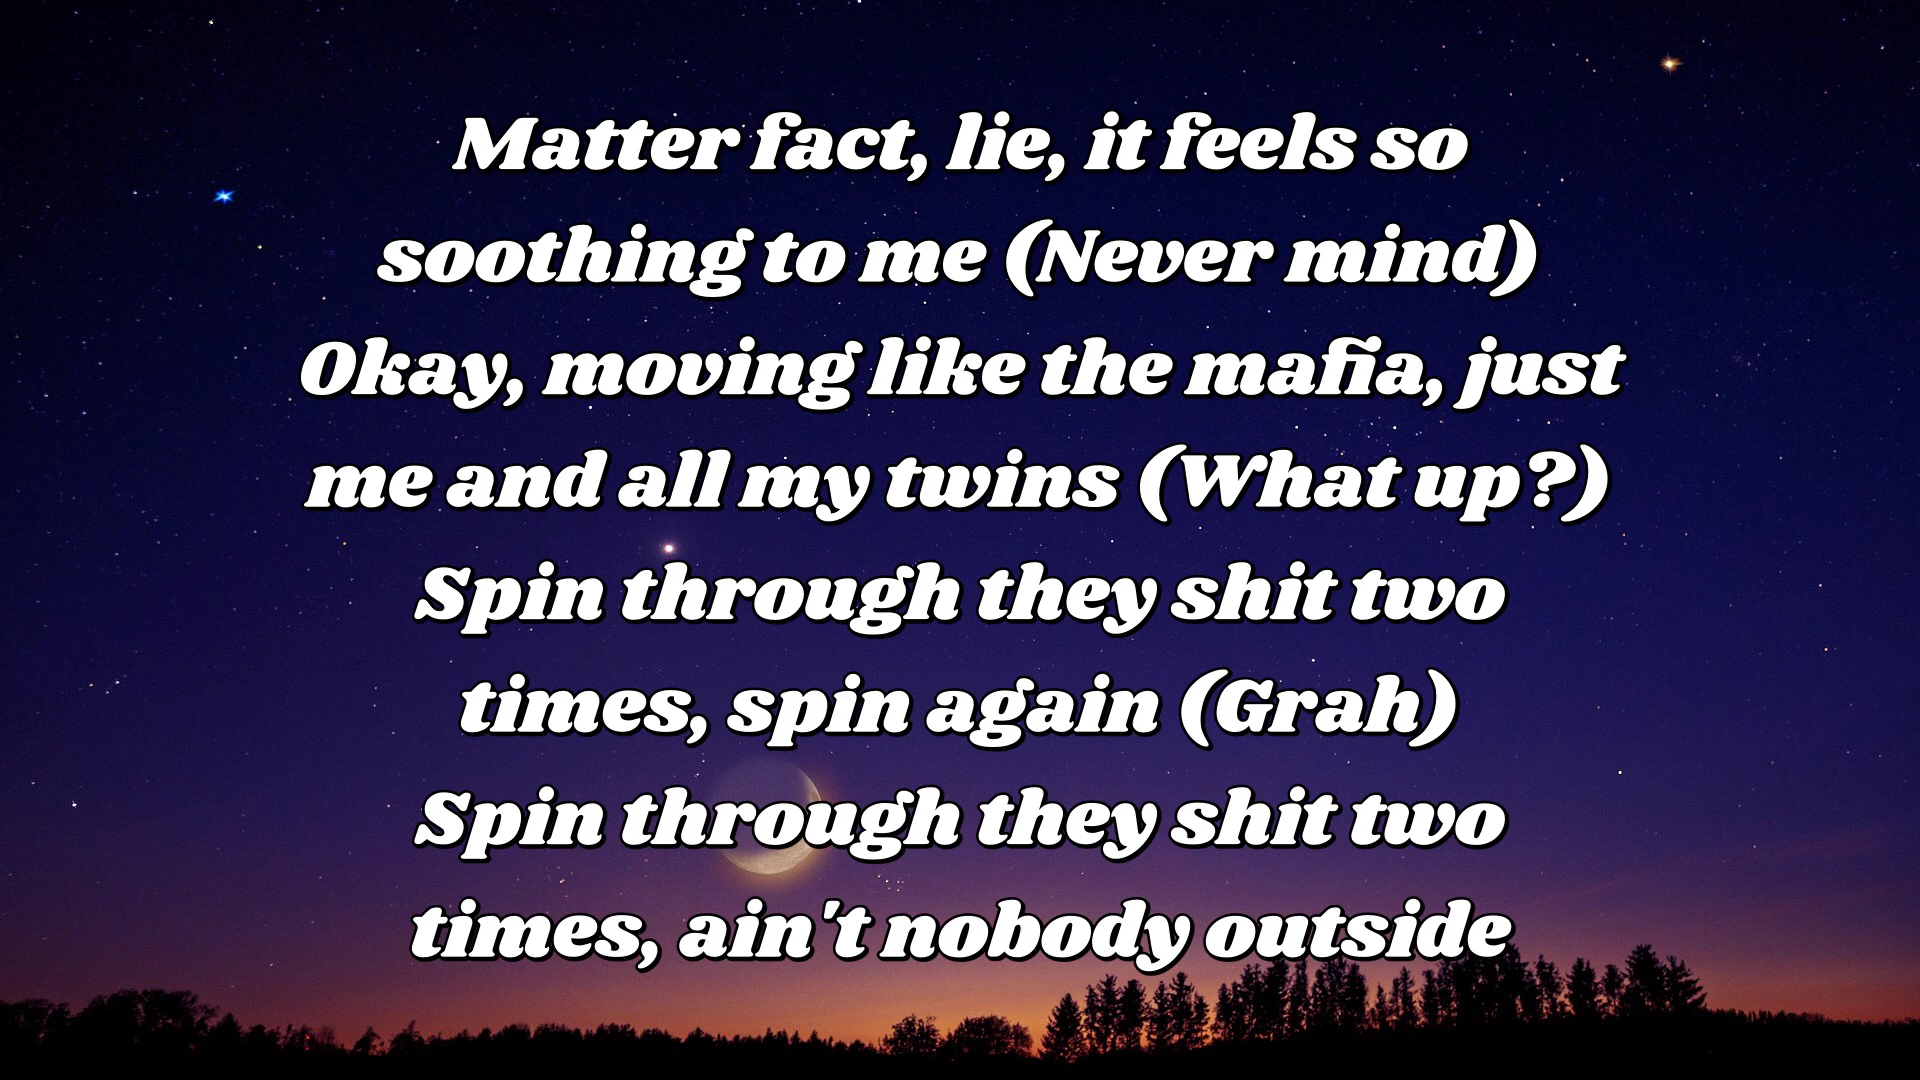 Matter fact, lie, it feels so
soothing to me (Never mind)
Okay, moving like the mafia, just
me and all my twins (What up?)
Spin through they shit two
times, spin again (Grah)
Spin through they shit two
times, ain't nobody outside